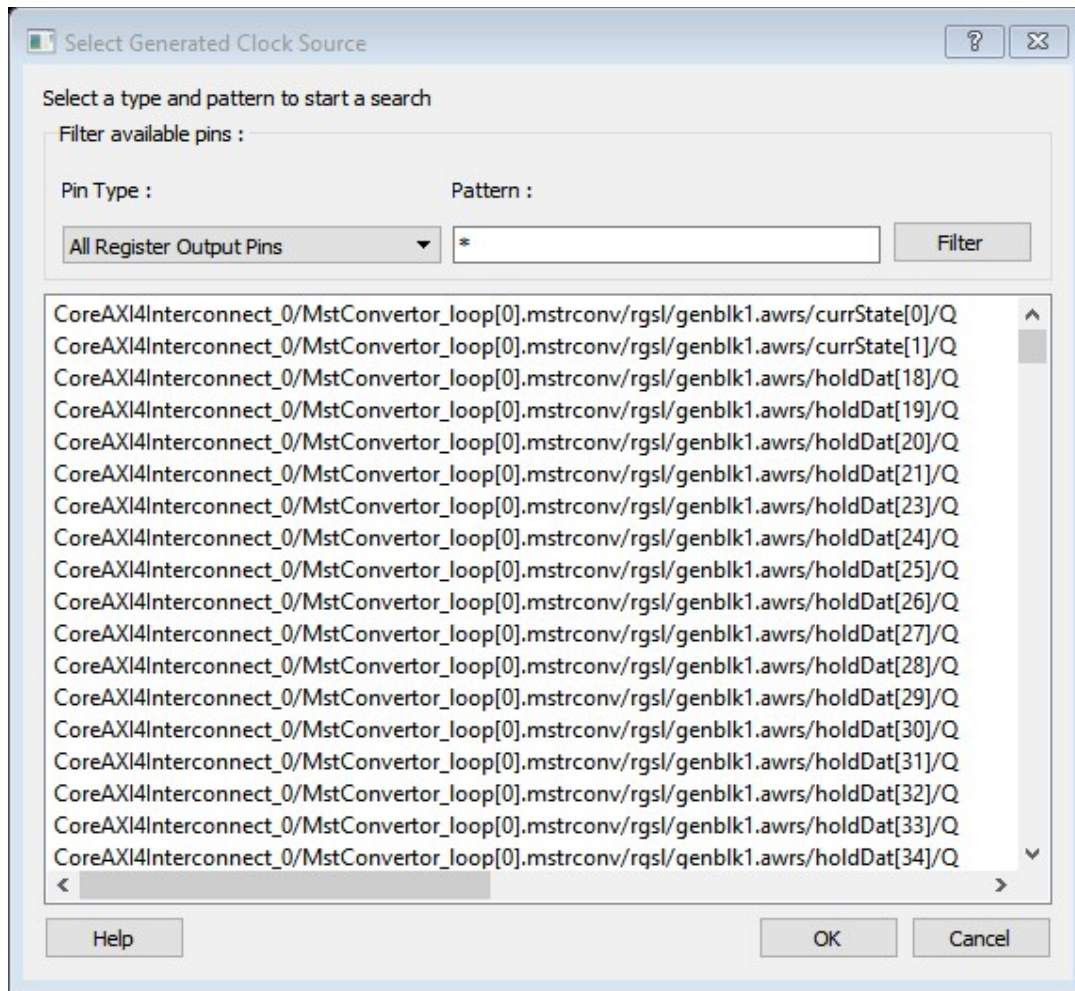 Select Generated Clock Source
Select a type and pattern to start a search
Filter available pins :
Pin Type :
Pattern :
All Register Output Pins
*
Filter
CoreAXI4Interconnect_0/MstConvertor_loop[0].mstrconv/rgsl/genblk1.awrs/currState[0]/Q
CoreAXI4Interconnect_0/MstConvertor_loop[0].mstrconv/rgsl/genblk1.awrs/currState[1]/Q
CoreAXI4Interconnect_0/MstConvertor_loop[0].mstrconv/rgsl/genblk1.awrs/holdDat[18]/Q
CoreAXI4Interconnect_0/MstConvertor_loop[0].mstrconv/rgsl/genblk1.awrs/holdDat[19]/Q
CoreAXI4Interconnect_0/MstConvertor_loop[0].mstrconv/rgsl/genblk1.awrs/holdDat[20]/Q
CoreAXI4Interconnect_0/MstConvertor_loop[0].mstrconv/rgsl/genblk1.awrs/holdDat[21]/Q
CoreAXI4Interconnect_0/MstConvertor_loop[0].mstrconv/rgsl/genblk1.awrs/holdDat[23]/Q
CoreAXI4Interconnect_0/MstConvertor_loop[0].mstrconv/rgsl/genblk1.awrs/holdDat[24]/Q
CoreAXI4Interconnect_0/MstConvertor_loop[0].mstrconv/rgsl/genblk1.awrs/holdDat[25]/Q
CoreAXI4Interconnect_0/MstConvertor_loop[0].mstrconv/rgsl/genblk1.awrs/holdDat[26]/Q
CoreAXI4Interconnect_0/MstConvertor_loop[0].mstrconv/rgsl/genblk1.awrs/holdDat[27]/Q
CoreAXI4Interconnect_0/MstConvertor_loop[0].mstrconv/rgsl/genblk1.awrs/holdDat[28]/Q
CoreAXI4Interconnect_0/MstConvertor_loop[0].mstrconv/rgsl/genblk1.awrs/holdDat[29]/Q
CoreAXI4Interconnect_0/MstConvertor_loop[0].mstrconv/rgsl/genblk1.awrs/holdDat[30]/Q
CoreAXI4Interconnect_0/MstConvertor_loop[0].mstrconv/rgsl/genblk1.awrs/holdDat[31]/Q
CoreAXI4Interconnect_0/MstConvertor_loop[0].mstrconv/rgsl/genblk1.awrs/holdDat[32]/Q
CoreAXI4Interconnect_0/MstConvertor_loop[0].mstrconv/rgsl/genblk1.awrs/holdDat[33]/Q
CoreAXI4Interconnect_0/MstConvertor_loop[0].mstrconv/rgsl/genblk1.awrs/holdDat[34]/Q
Help
OK
Cancel